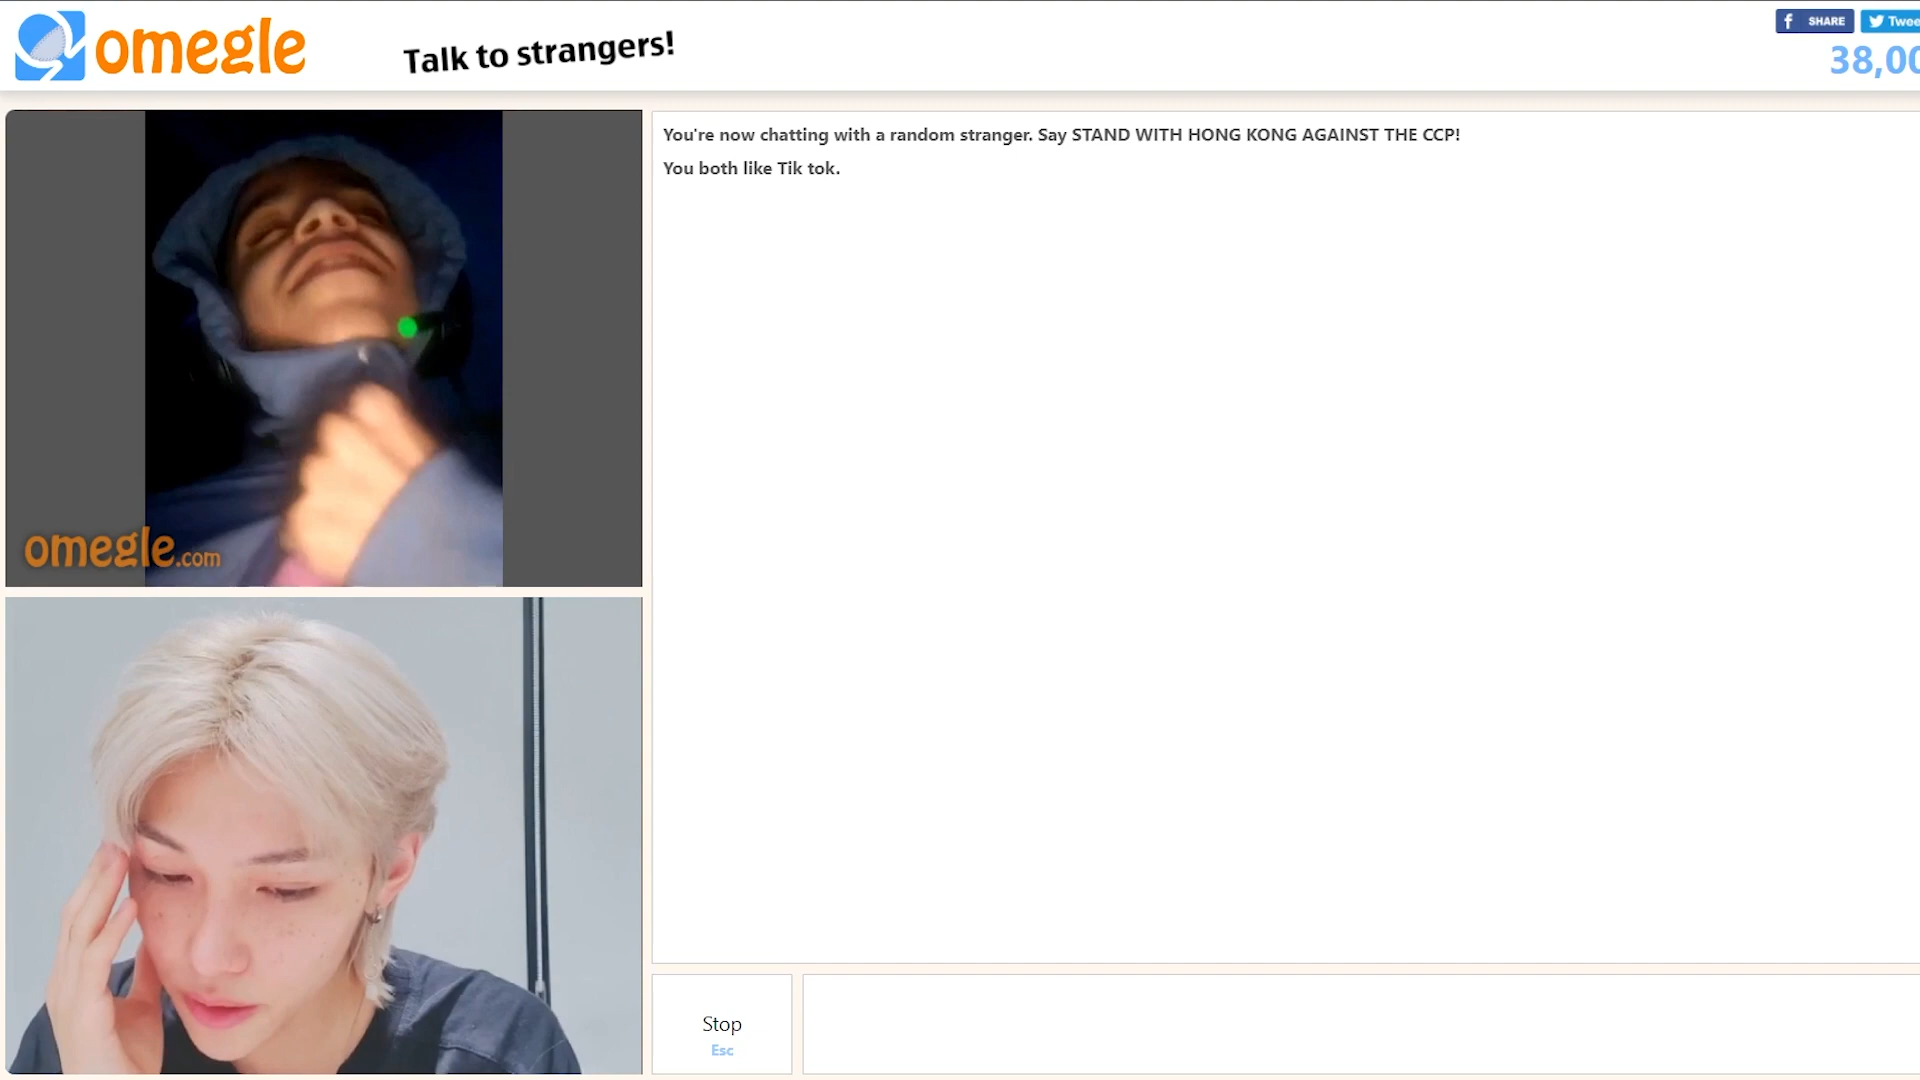 omegle
Talk to strangers!
SHARE
Twee
38,00
You're now chatting with a random stranger. Say STAND WITH HONG KONG AGAINST THE CCP!
You both like Tik tok.
omegle.com
Stop
Esc